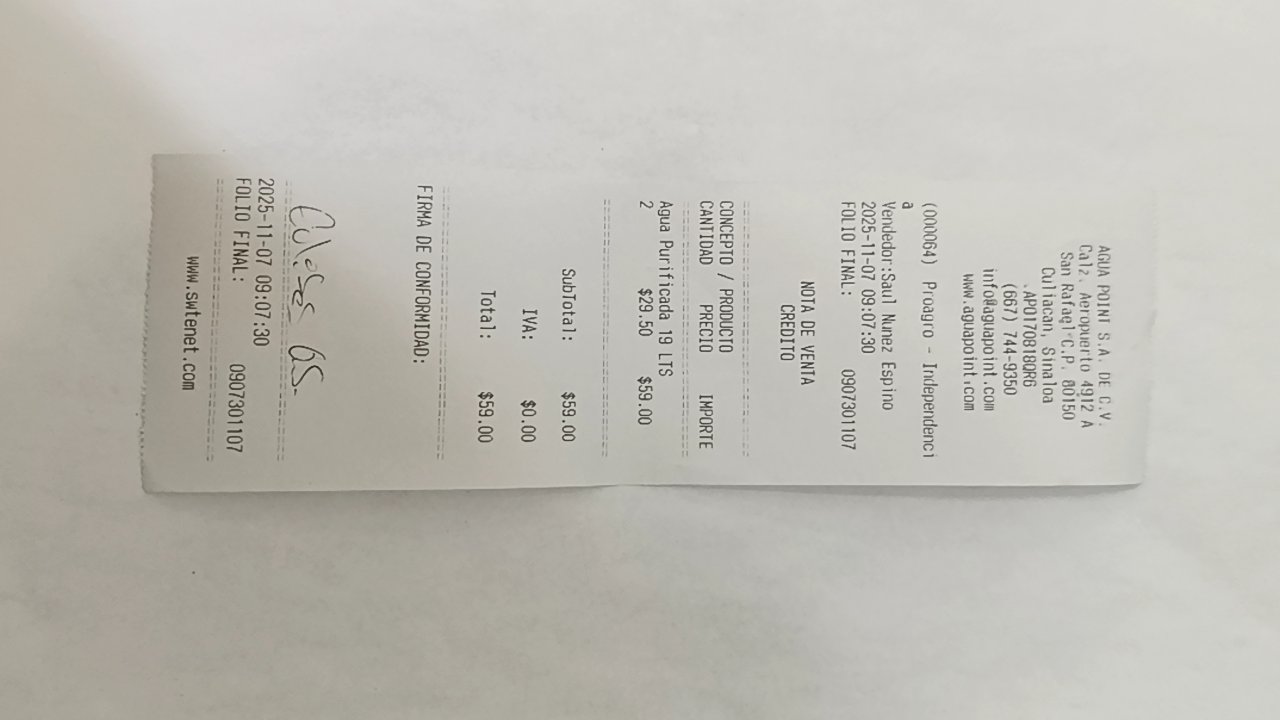 AGUA POINT S.A. DE C.V.
Calz. Aeropuerto 4912 A
San Rafael C.P. 80150
Culiacan, Sinaloa
.APO170818QR6
(667) 744-9350
info@aguapoint.com
www.aguapoint.com
(000064) Proagro - Independenci
a
Vendedor:Saul Nunez Espino
2025-11-07 09:07:30
FOLIO FINAL: 0907301107
NOTA DE VENTA
CREDITO
CONCEPTO / PRODUCTO
CANTIDAD PRECIO IMPORTE
Agua Purificada 19 LTS
2 $29.50 $59.00
SubTotal: $59.00
IVA: $0.00
Total: $59.00
FIRMA DE CONFORMIDAD:
2025-11-07 09:07:30
FOLIO FINAL: 0907301107
www.swtenet.com